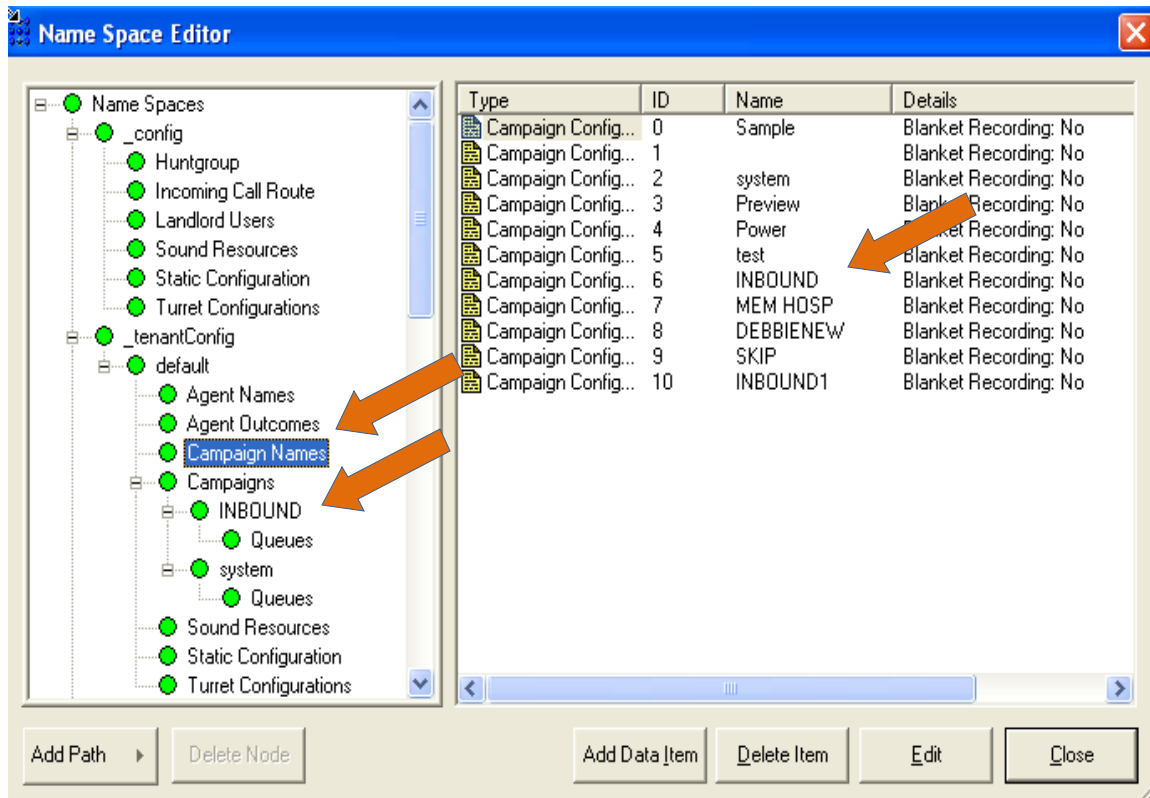 Name Space Editor
Name Spaces
_config
Huntgroup
Incoming Call Route
Landlord Users
Sound Resources
Static Configuration
Turret Configurations
_tenantConfig
default
Agent Names
Agent Outcomes
Campaign Names
Campaigns
INBOUND
Queues
system
Queues
Sound Resources
Static Configuration
Turret Configurations
Type ID Name Details
Campaign Config... 0 Sample Blanket Recording: No
Campaign Config... 1 Blanket Recording: No
Campaign Config... 2 system Blanket Recording: No
Campaign Config... 3 Preview Blanket Recording: No
Campaign Config... 4 Power Blanket Recording: No
Campaign Config... 5 test Blanket Recording: No
Campaign Config... 6 INBOUND Blanket Recording: No
Campaign Config... 7 MEM HOSP Blanket Recording: No
Campaign Config... 8 DEBBIENEW Blanket Recording: No
Campaign Config... 9 SKIP Blanket Recording: No
Campaign Config... 10 INBOUND1 Blanket Recording: No
Add Path Delete Node Add Data Item Delete Item Edit Close